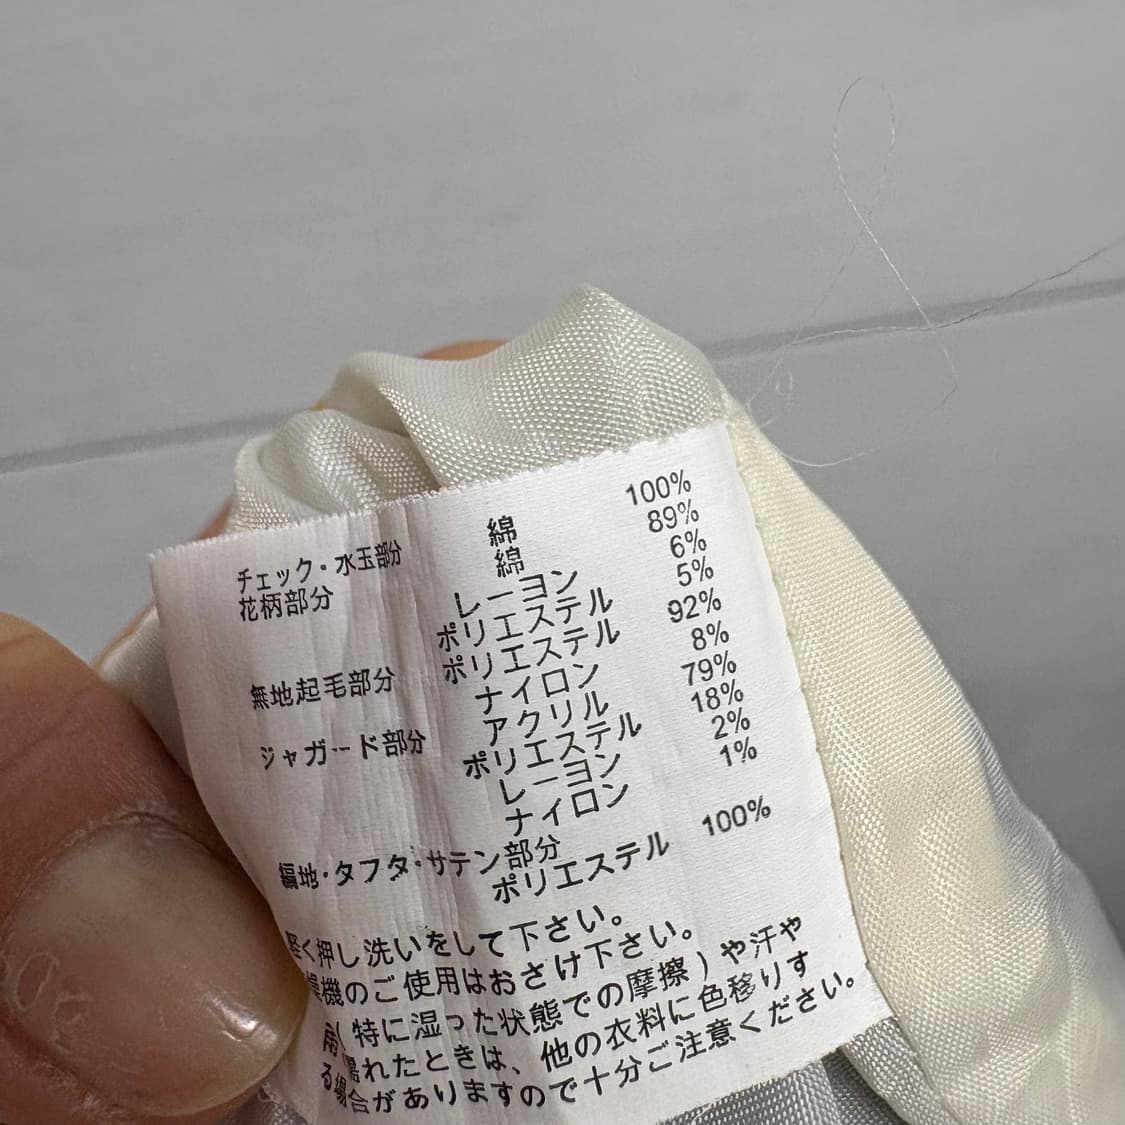 チェック・水玉部分 綿 100%
花柄部分 綿 89%
レーヨン 6%
ポリエステル 5%
無地起毛部分 ポリエステル 92%
ナイロン 8%
ジャガード部分 アクリル 79%
ポリエステル 18%
レーヨン 2%
ナイロン 1%
編地・タフタ・サテン部分
ポリエステル 100%
軽く押し洗いをして下さい。
燥機のご使用はおさけ下さい。
擦(特に湿った状態での摩擦)や汗や
濡れたときは、他の衣料に色移りす
る場合がありますので十分ご注意ください。